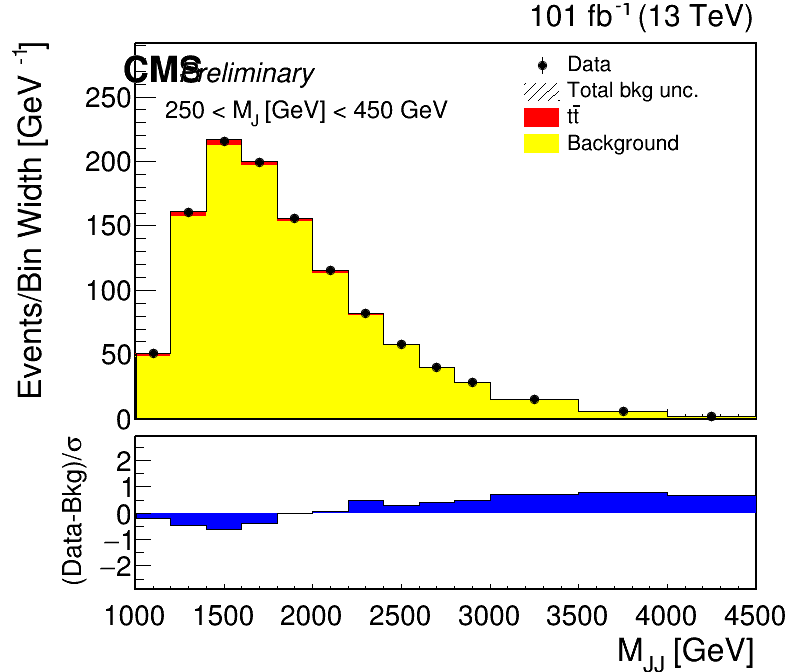 101 fb⁻¹ (13 TeV)
CMS Preliminary
250 < M_J [GeV] < 450 GeV
Data
Total bkg unc.
tt̄
Background
Events/Bin Width [GeV⁻¹]
250
200
150
100
50
0
(Data-Bkg)/σ
2
1
0
−1
−2
1000 1500 2000 2500 3000 3500 4000 4500
M_JJ [GeV]